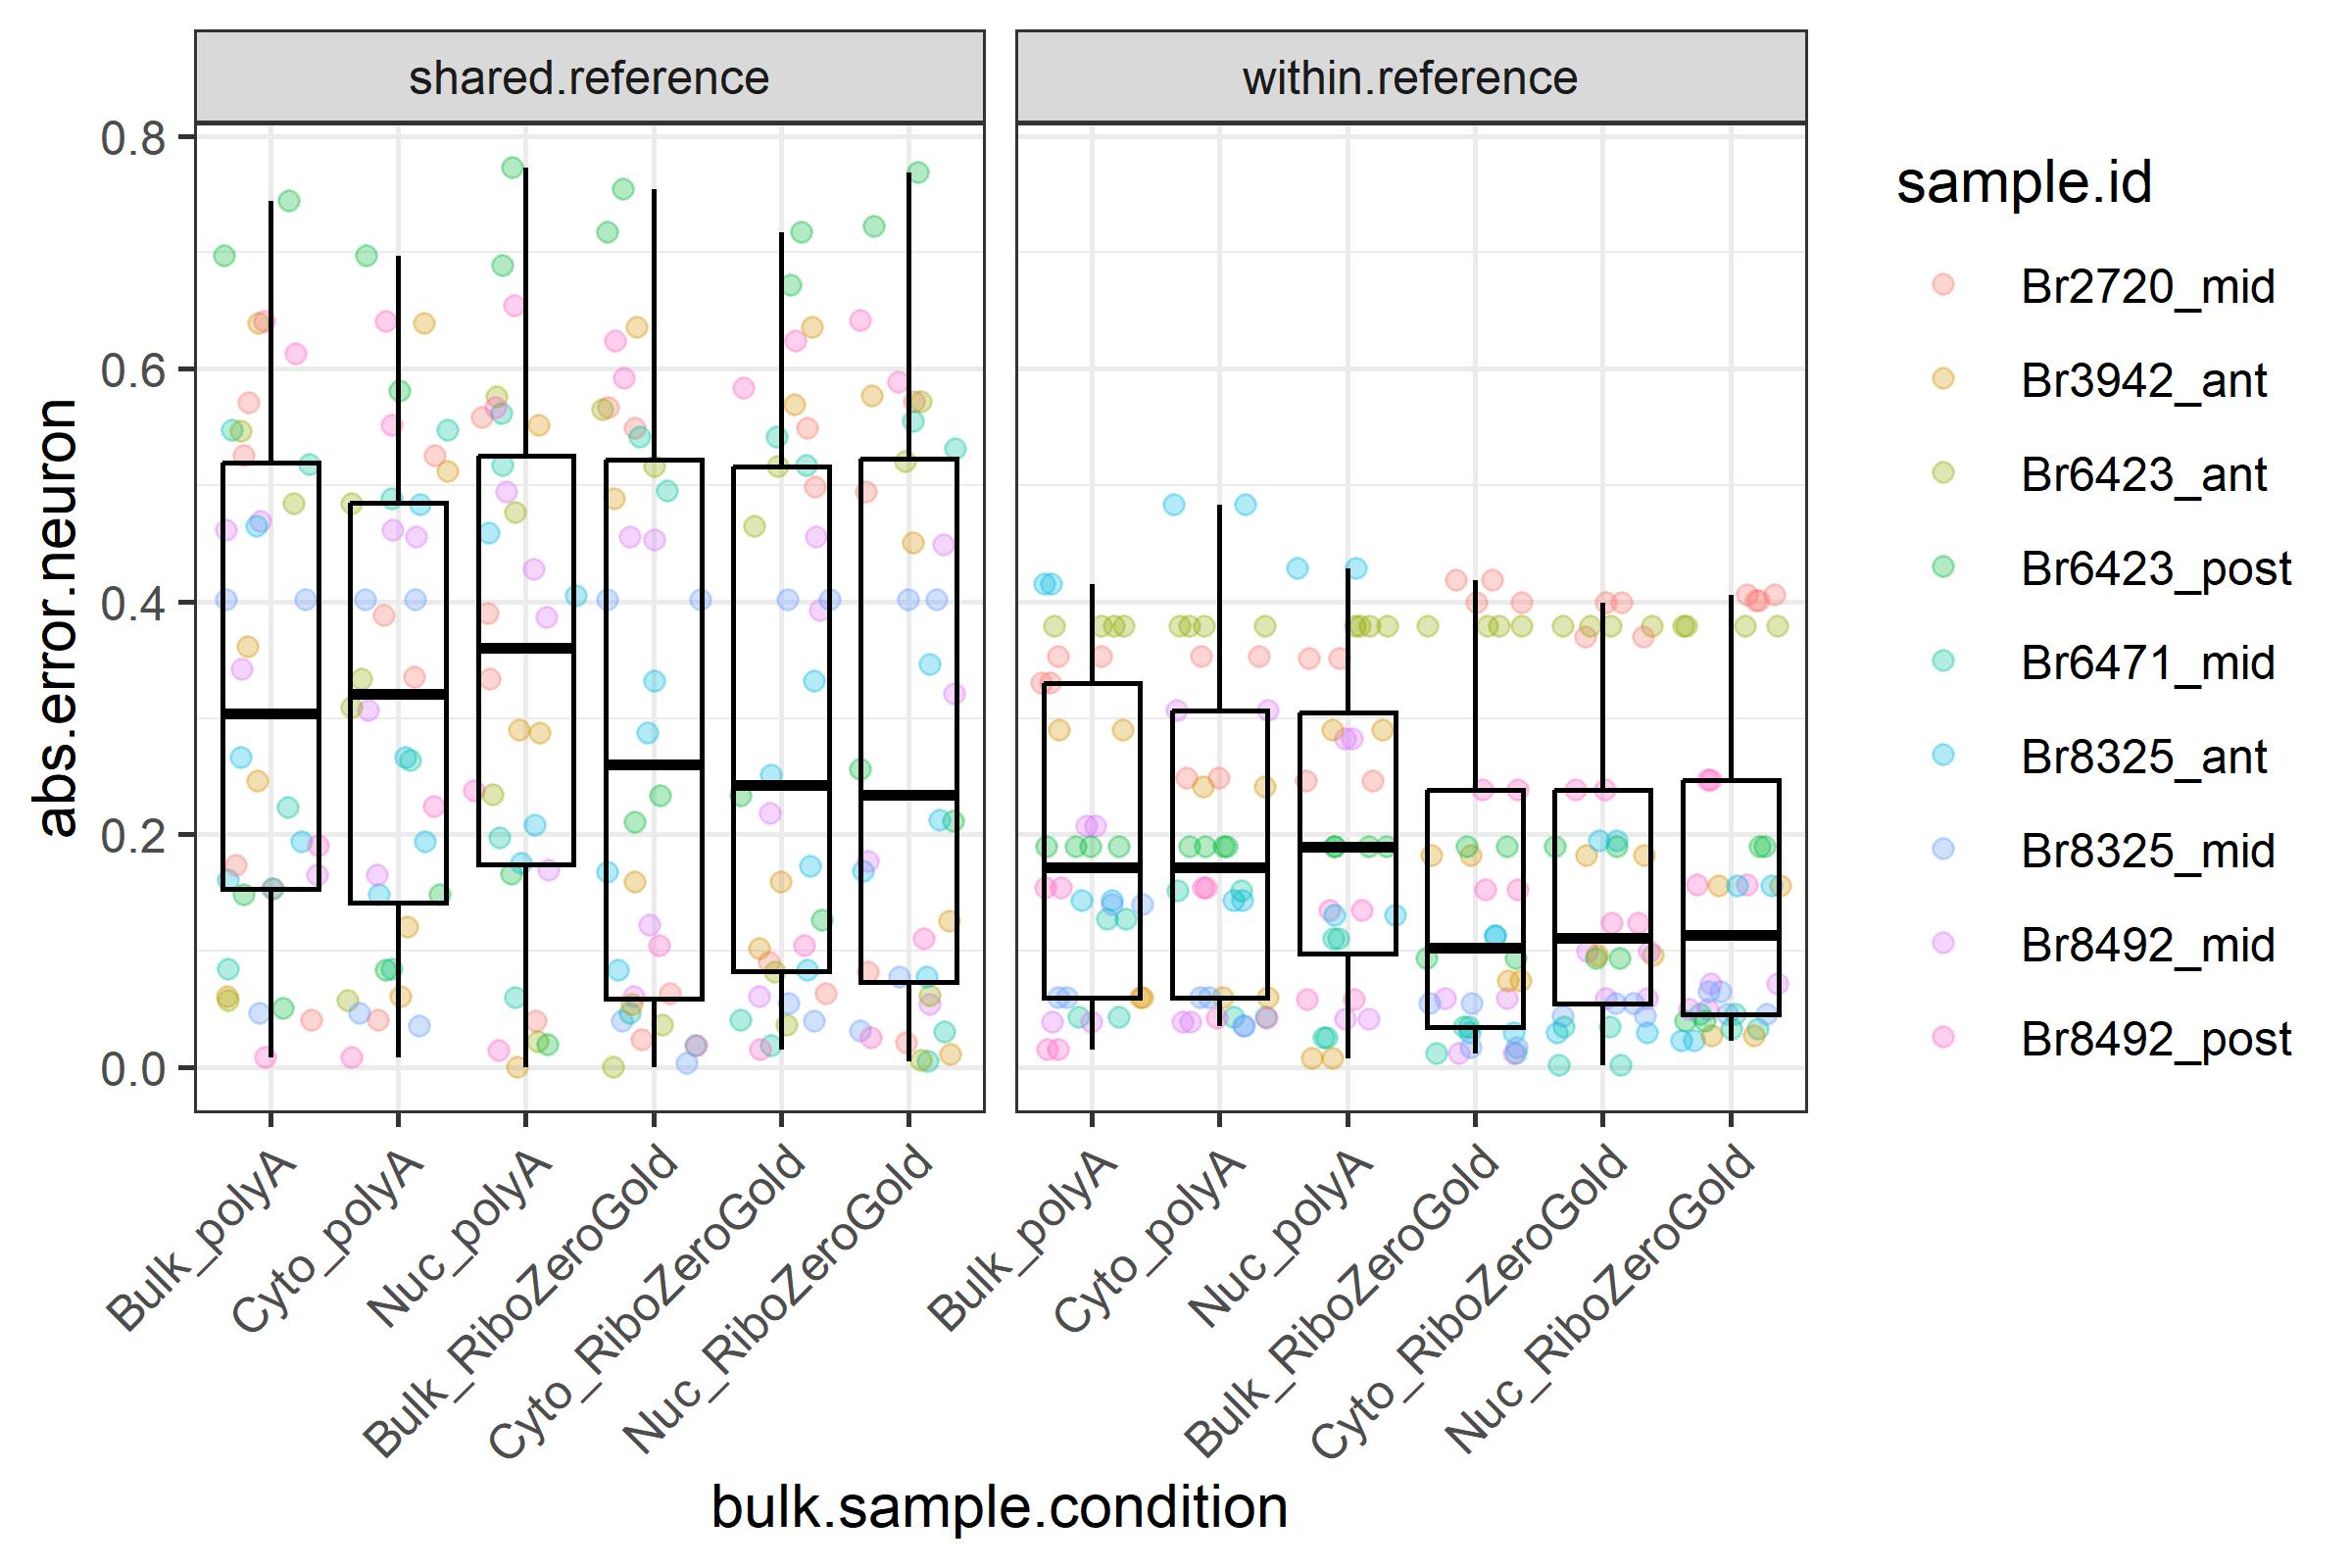 shared.reference
within.reference
abs.error.neuron
0.8
0.6
0.4
0.2
0.0
Bulk_polyA
Cyto_polyA
Nuc_polyA
Bulk_RiboZeroGold
Cyto_RiboZeroGold
Nuc_RiboZeroGold
Bulk_polyA
Cyto_polyA
Nuc_polyA
Bulk_RiboZeroGold
Cyto_RiboZeroGold
Nuc_RiboZeroGold
bulk.sample.condition
sample.id
Br2720_mid
Br3942_ant
Br6423_ant
Br6423_post
Br6471_mid
Br8325_ant
Br8325_mid
Br8492_mid
Br8492_post